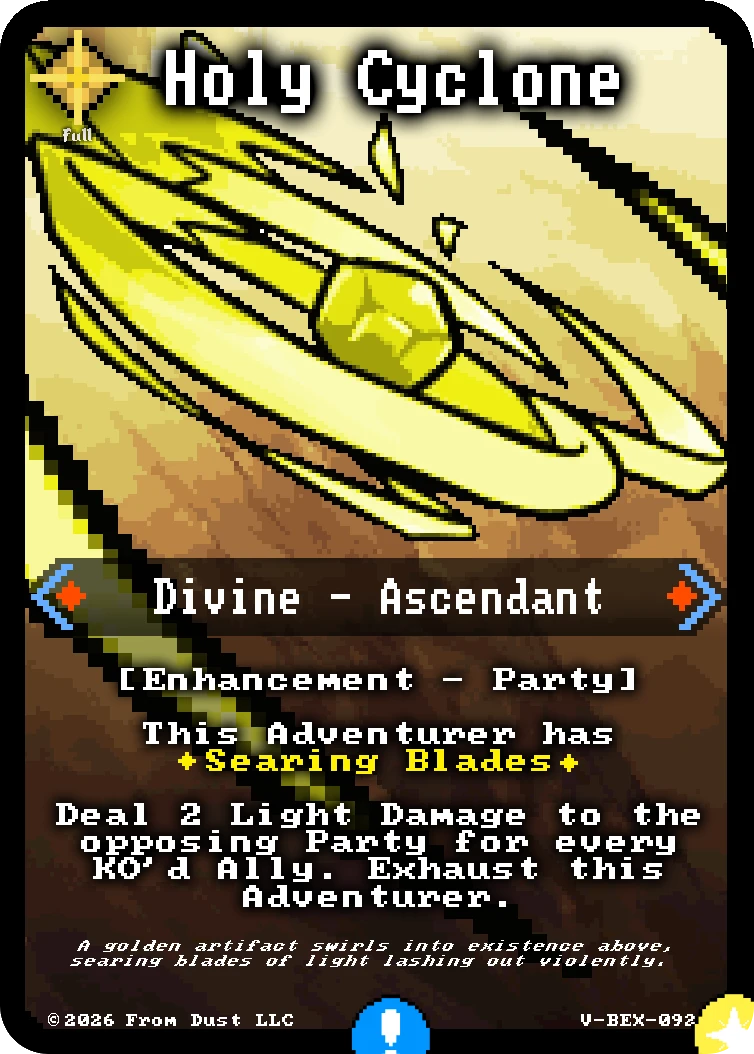 Holy Cyclone
Full
Divine - Ascendant
[Enhancement - Party]
This Adventurer has
✦Searing Blades✦
Deal 2 Light Damage to the
opposing Party for every
KO'd Ally. Exhaust this
Adventurer.
A golden artifact swirls into existence above,
searing blades of light lashing out violently.
©2026 From Dust LLC
V-BEX-092